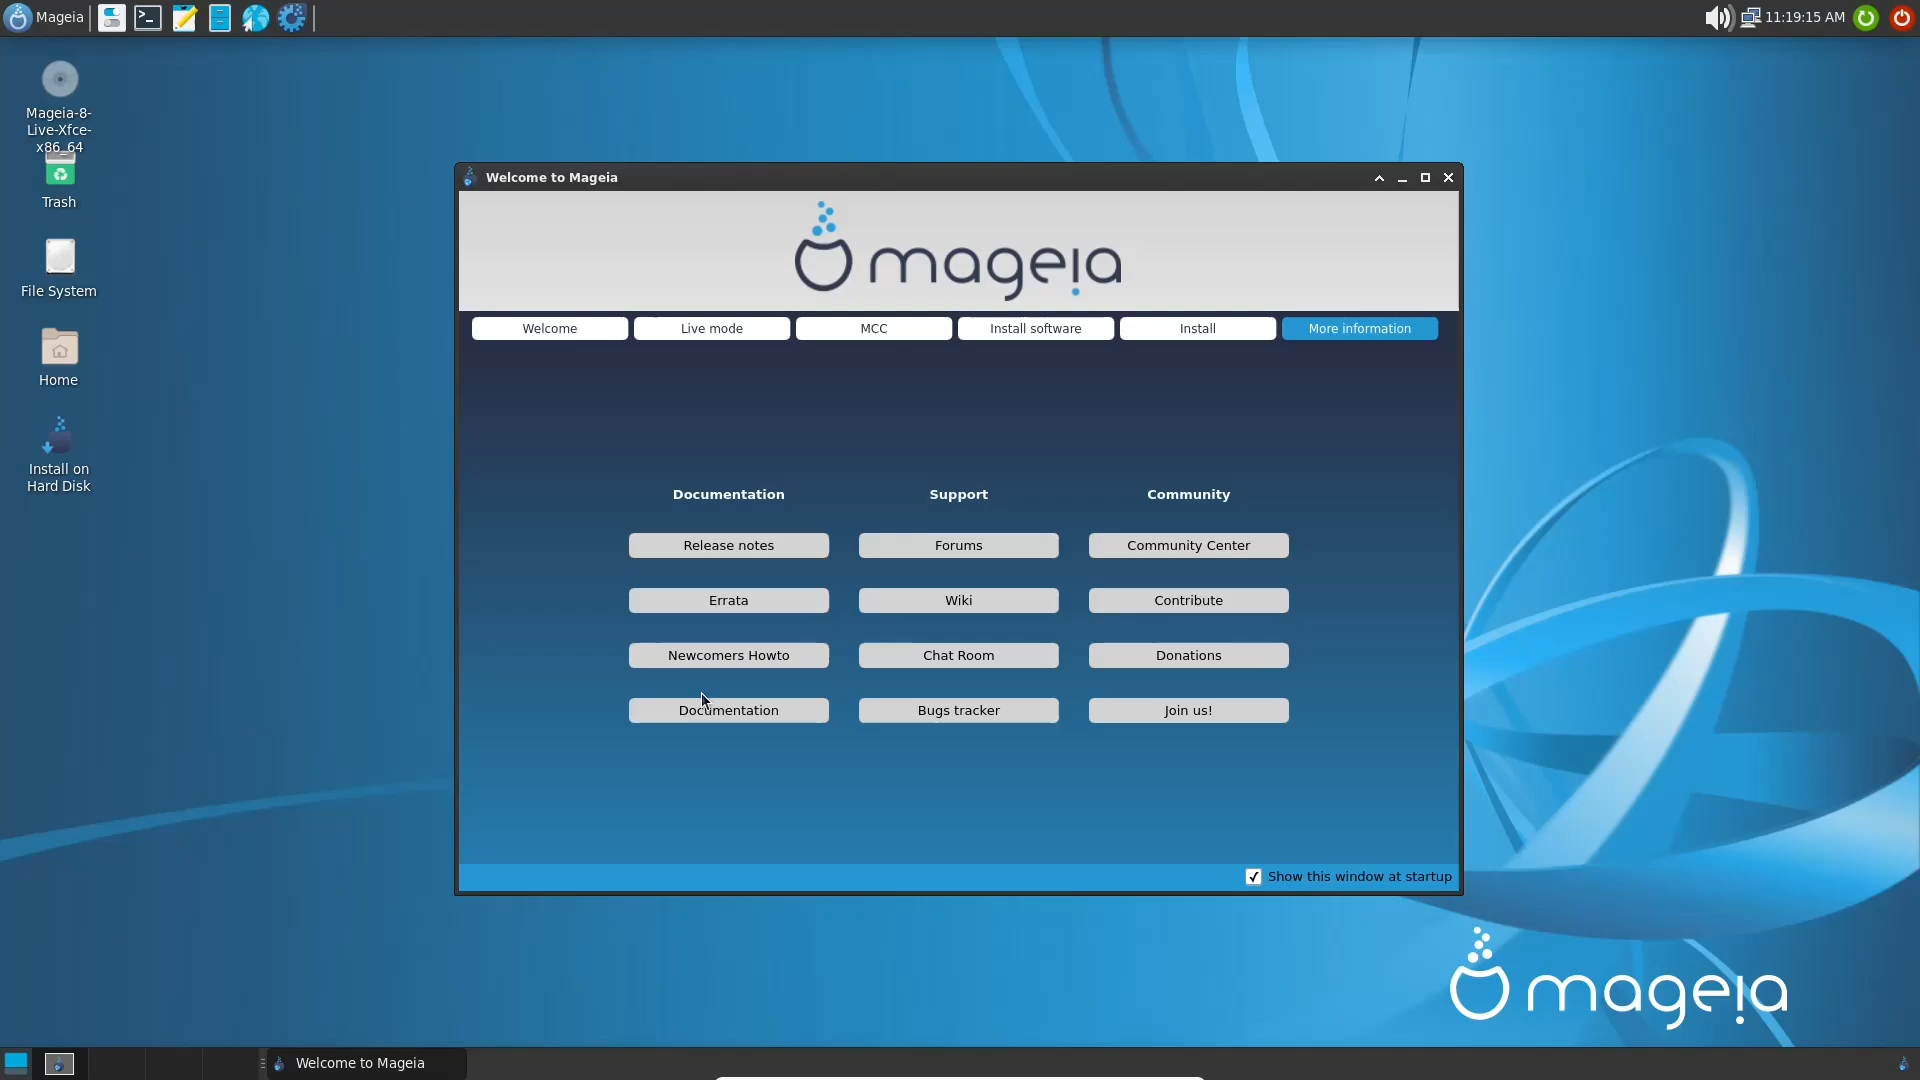 Mageia
11:19:15 AM
Mageia-8-
Live-Xfce-
x86_64
Trash
File System
Home
Install on
Hard Disk
Welcome to Mageia
mageia
Welcome
Live mode
MCC
Install software
Install
More information
Documentation
Support
Community
Release notes
Forums
Community Center
Errata
Wiki
Contribute
Newcomers Howto
Chat Room
Donations
Documentation
Bugs tracker
Join us!
Show this window at startup
mageia
Welcome to Mageia